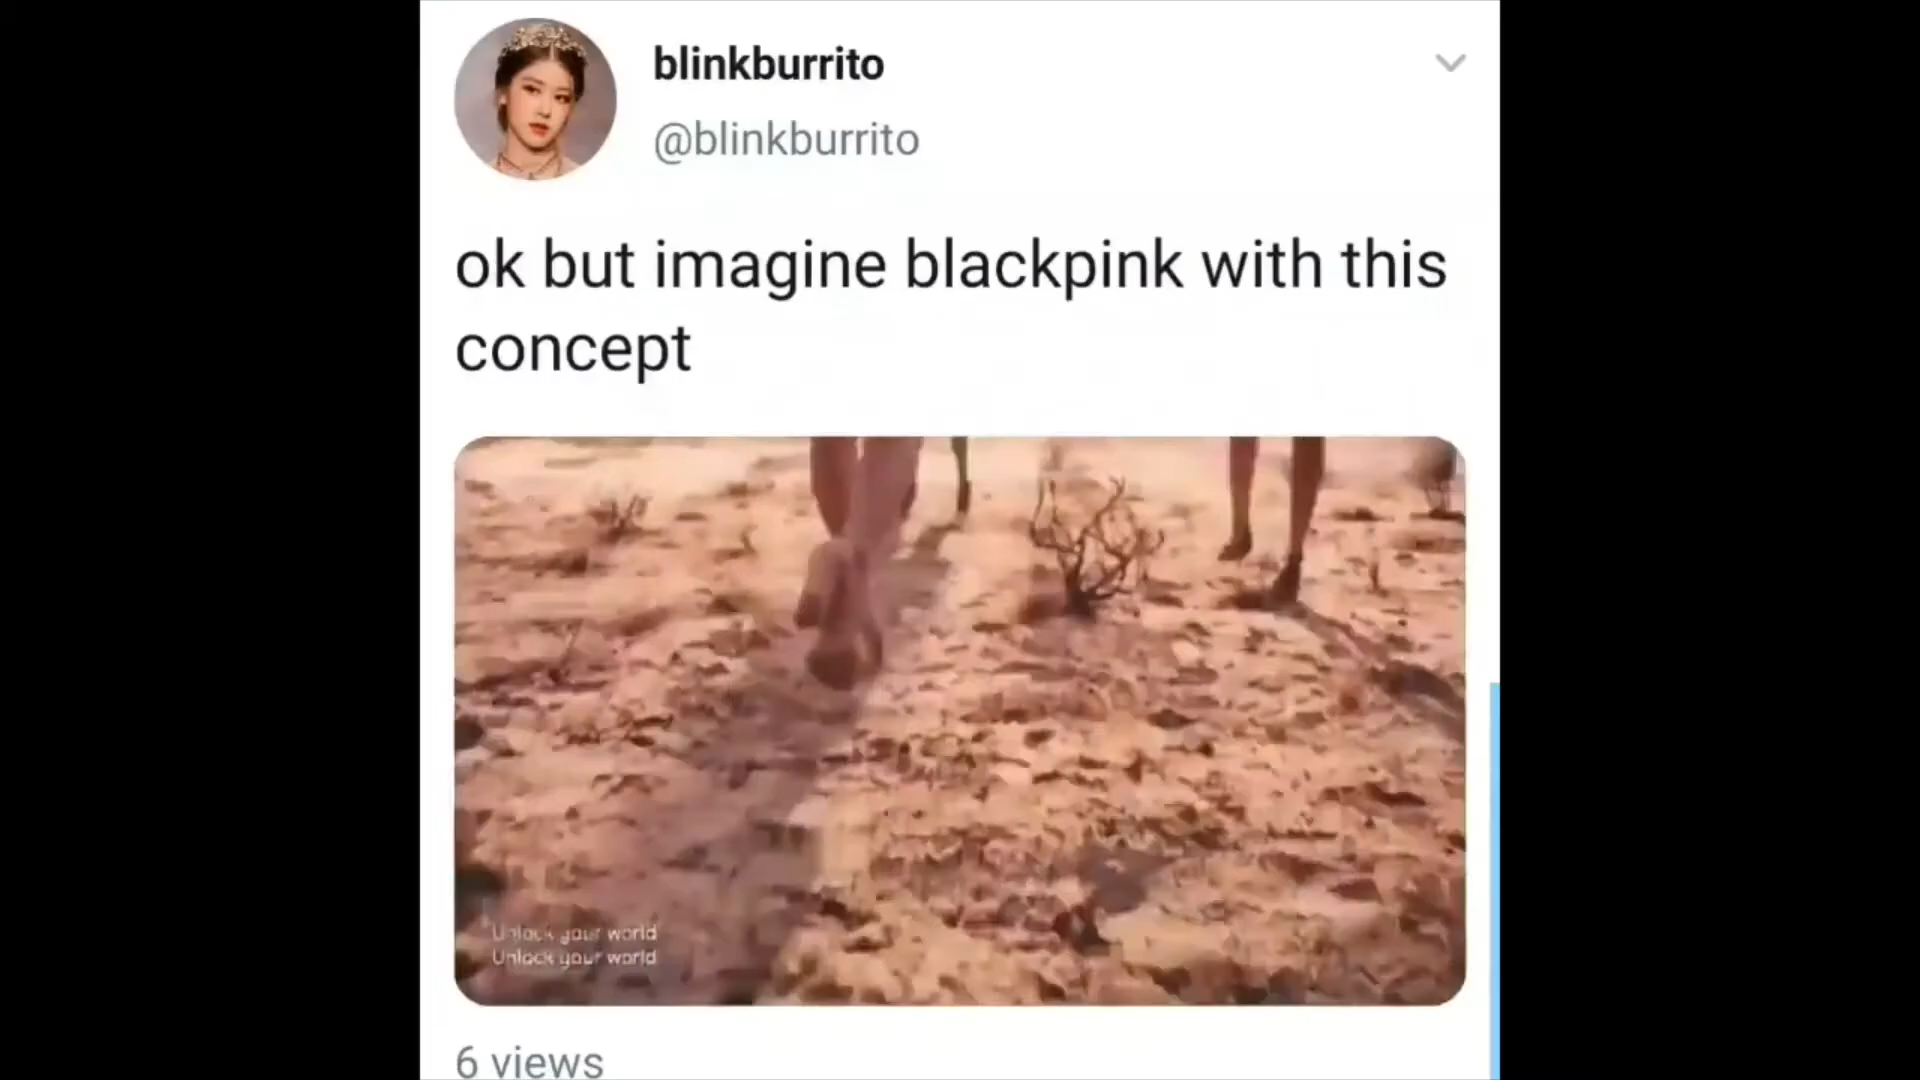 blinkburrito
@blinkburrito
ok but imagine blackpink with this
concept
Unlock your world
Unlock your world
6 views